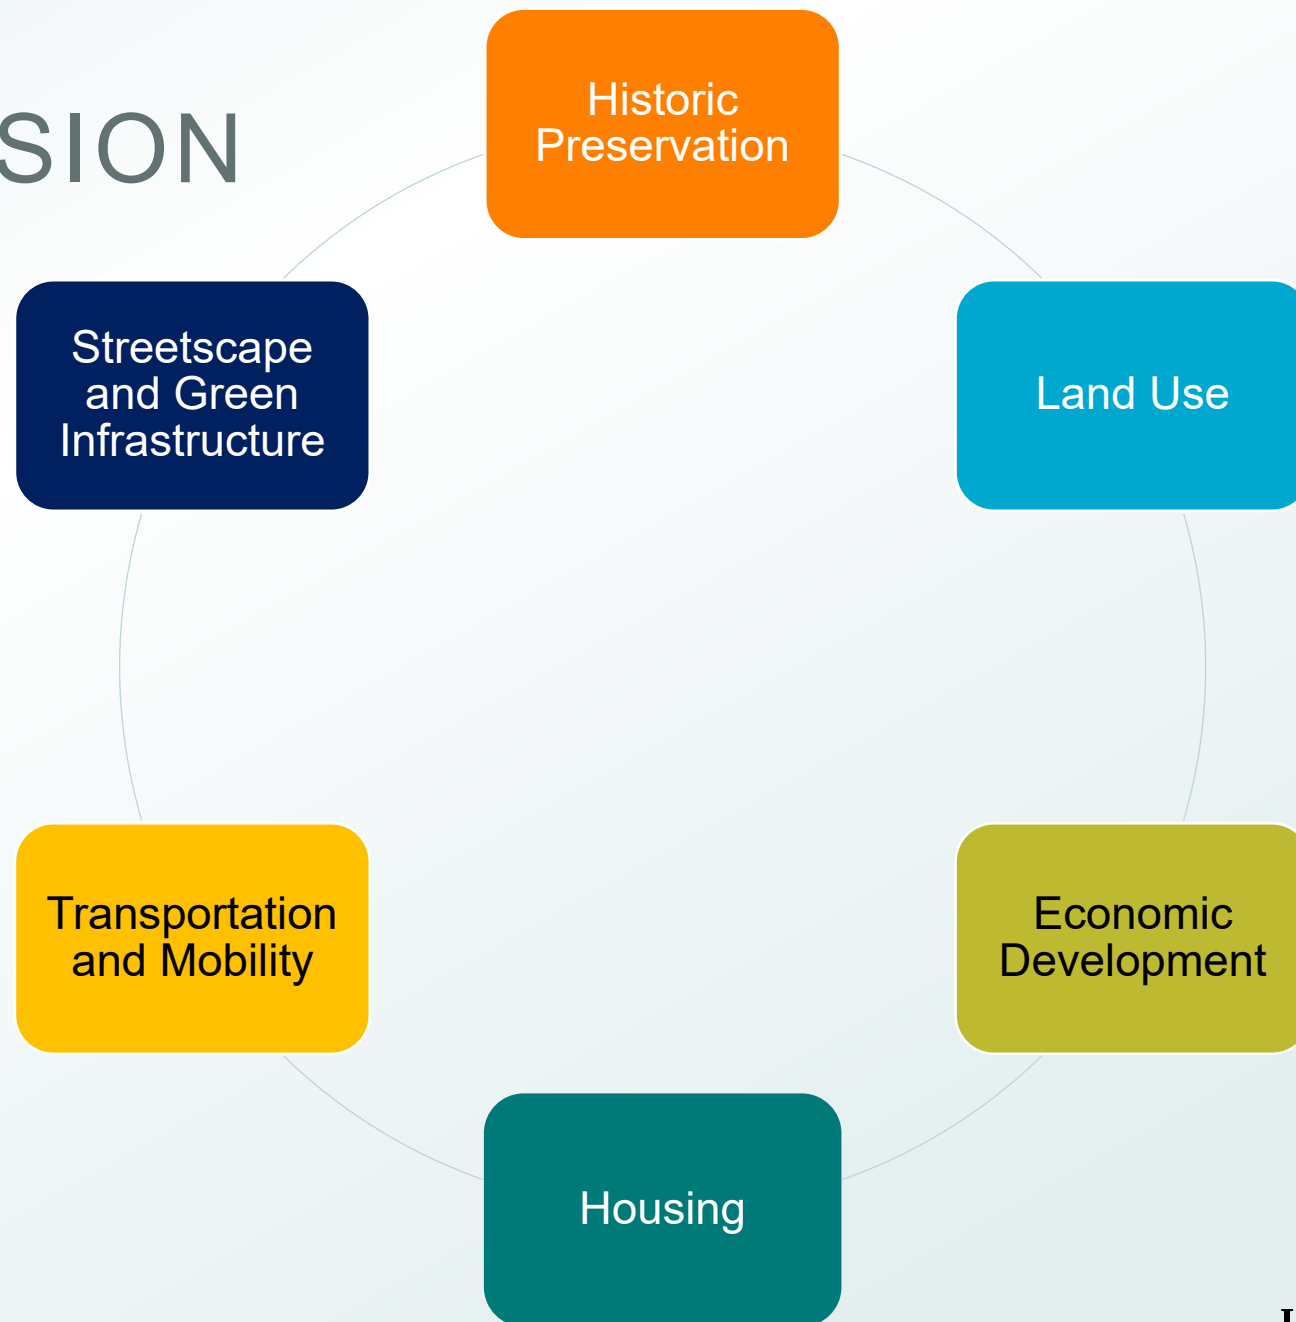 SION
Historic
Preservation
Streetscape
and Green
Infrastructure
Land Use
Transportation
and Mobility
Economic
Development
Housing